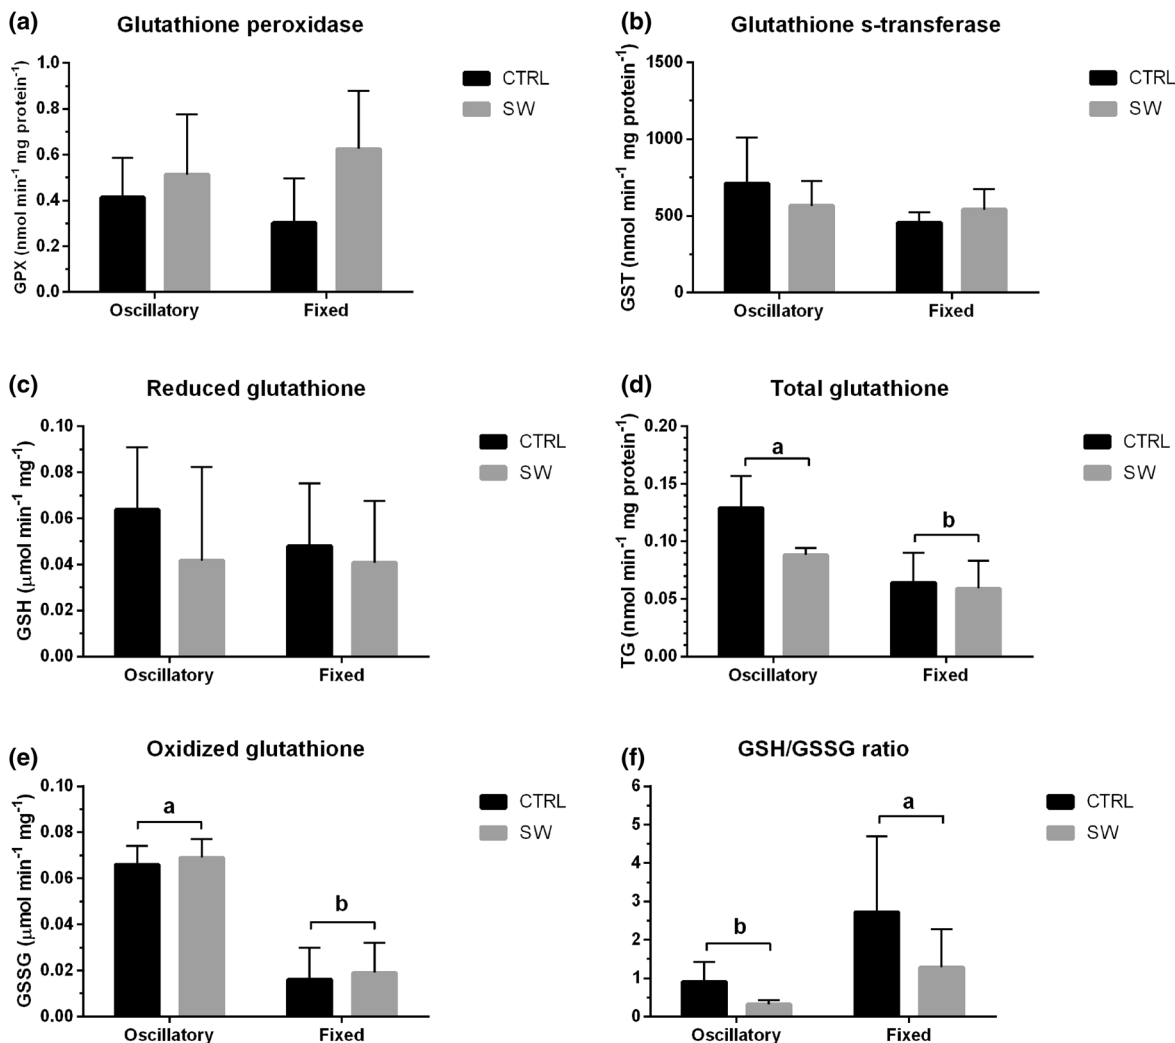 (a)
Glutathione peroxidase
GPX (nmol min⁻¹ mg protein⁻¹)
1.0
0.8
0.6
0.4
0.2
0.0
Oscillatory
Fixed
CTRL
SW
(b)
Glutathione s-transferase
GST (nmol min⁻¹ mg protein⁻¹)
1500
1000
500
0
Oscillatory
Fixed
CTRL
SW
(c)
Reduced glutathione
GSH (μmol min⁻¹ mg⁻¹)
0.10
0.08
0.06
0.04
0.02
0.00
Oscillatory
Fixed
CTRL
SW
(d)
Total glutathione
TG (nmol min⁻¹ mg protein⁻¹)
0.20
0.15
0.10
0.05
0.00
a
b
Oscillatory
Fixed
CTRL
SW
(e)
Oxidized glutathione
GSSG (μmol min⁻¹ mg⁻¹)
0.10
0.08
0.06
0.04
0.02
0.00
a
b
Oscillatory
Fixed
CTRL
SW
(f)
GSH/GSSG ratio
6
5
4
3
2
1
0
b
a
Oscillatory
Fixed
CTRL
SW